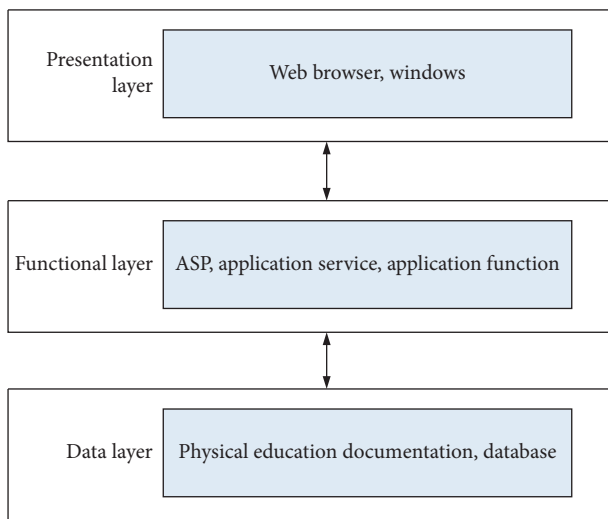 Presentation
layer
Web browser, windows
Functional layer
ASP, application service, application function
Data layer
Physical education documentation, database